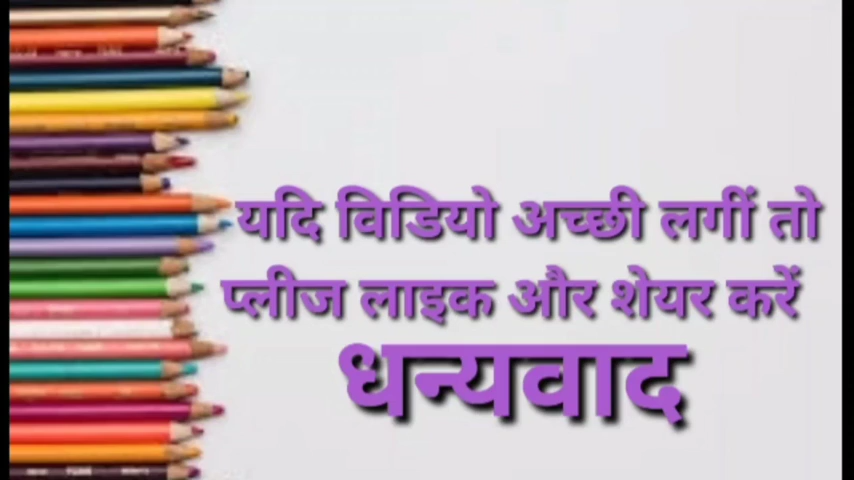 यदि विडियो अच्छी लगीं तो
प्लीज लाइक और शेयर करें
धन्यवाद